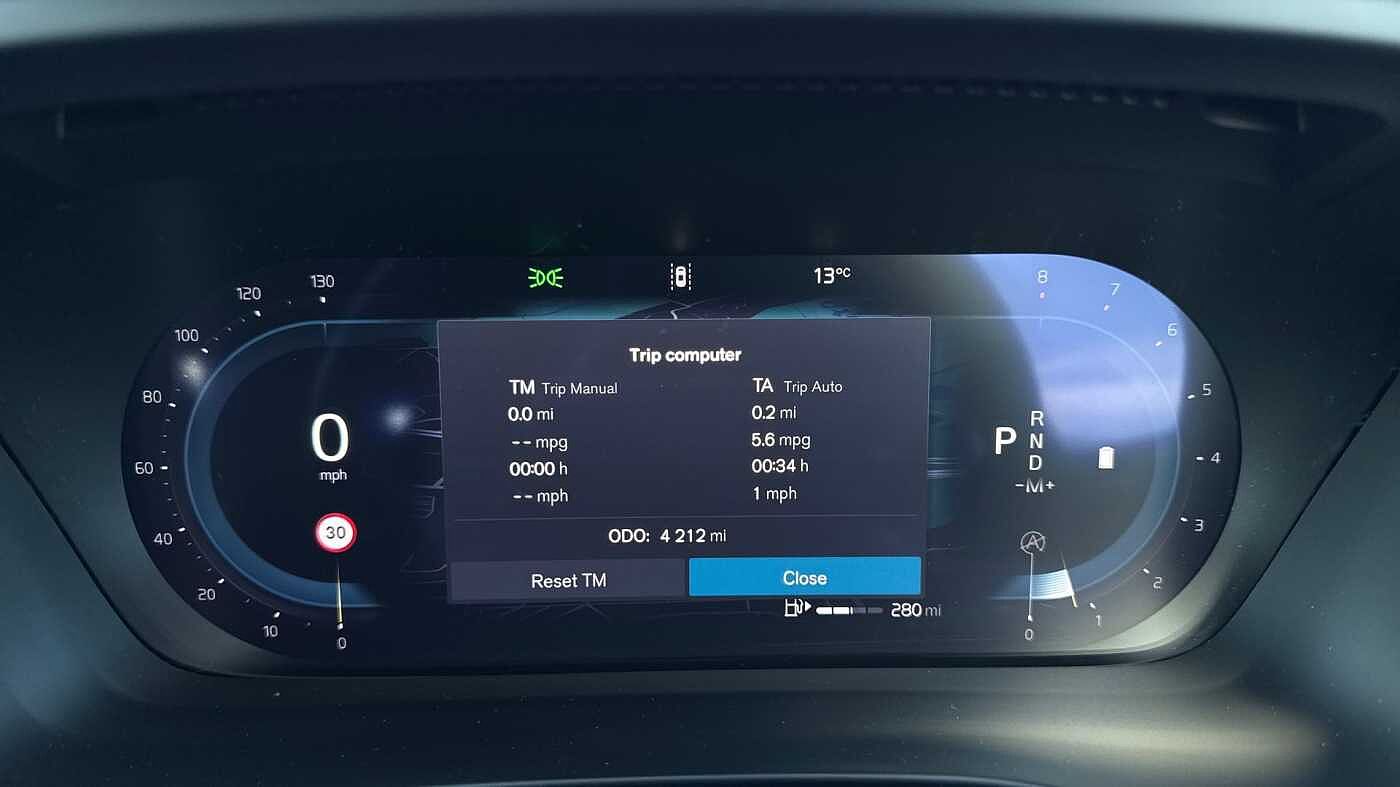 13°C
130
120
100
80
60
40
20
10
0
0
mph
30
Trip computer
TM Trip Manual
0.0 mi
-- mpg
00:00 h
-- mph
TA Trip Auto
0.2 mi
5.6 mpg
00:34 h
1 mph
ODO: 4 212 mi
Reset TM
Close
280 mi
P
R
N
D
-M+
A
8
7
6
5
4
3
2
1
0